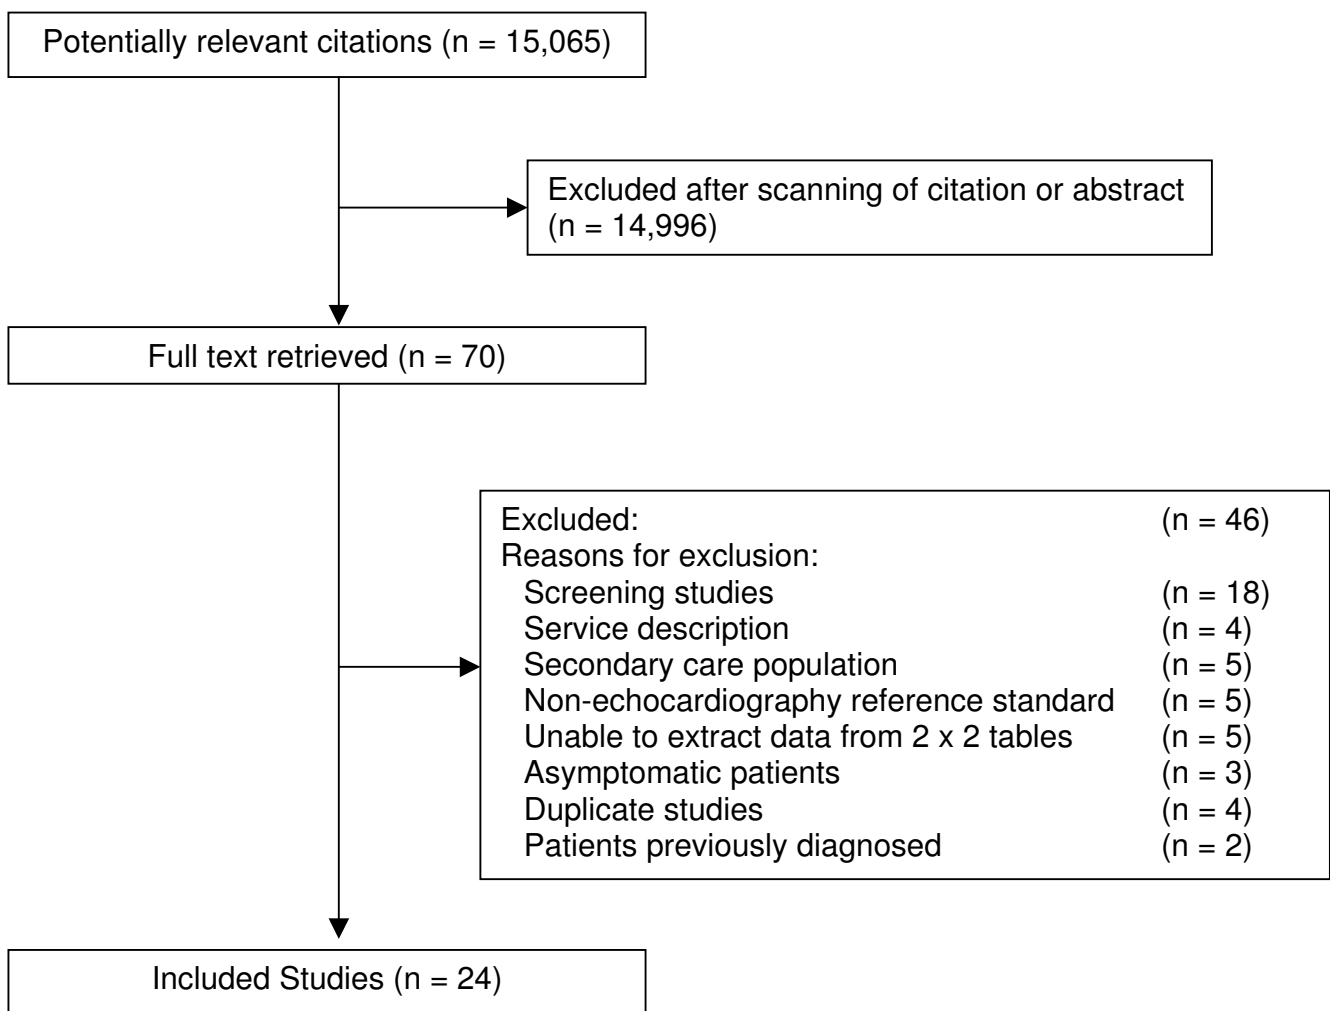 Potentially relevant citations (n = 15,065)
Excluded after scanning of citation or abstract
(n = 14,996)
Full text retrieved (n = 70)
Excluded: (n = 46)
Reasons for exclusion:
Screening studies (n = 18)
Service description (n = 4)
Secondary care population (n = 5)
Non-echocardiography reference standard (n = 5)
Unable to extract data from 2 x 2 tables (n = 5)
Asymptomatic patients (n = 3)
Duplicate studies (n = 4)
Patients previously diagnosed (n = 2)
Included Studies (n = 24)